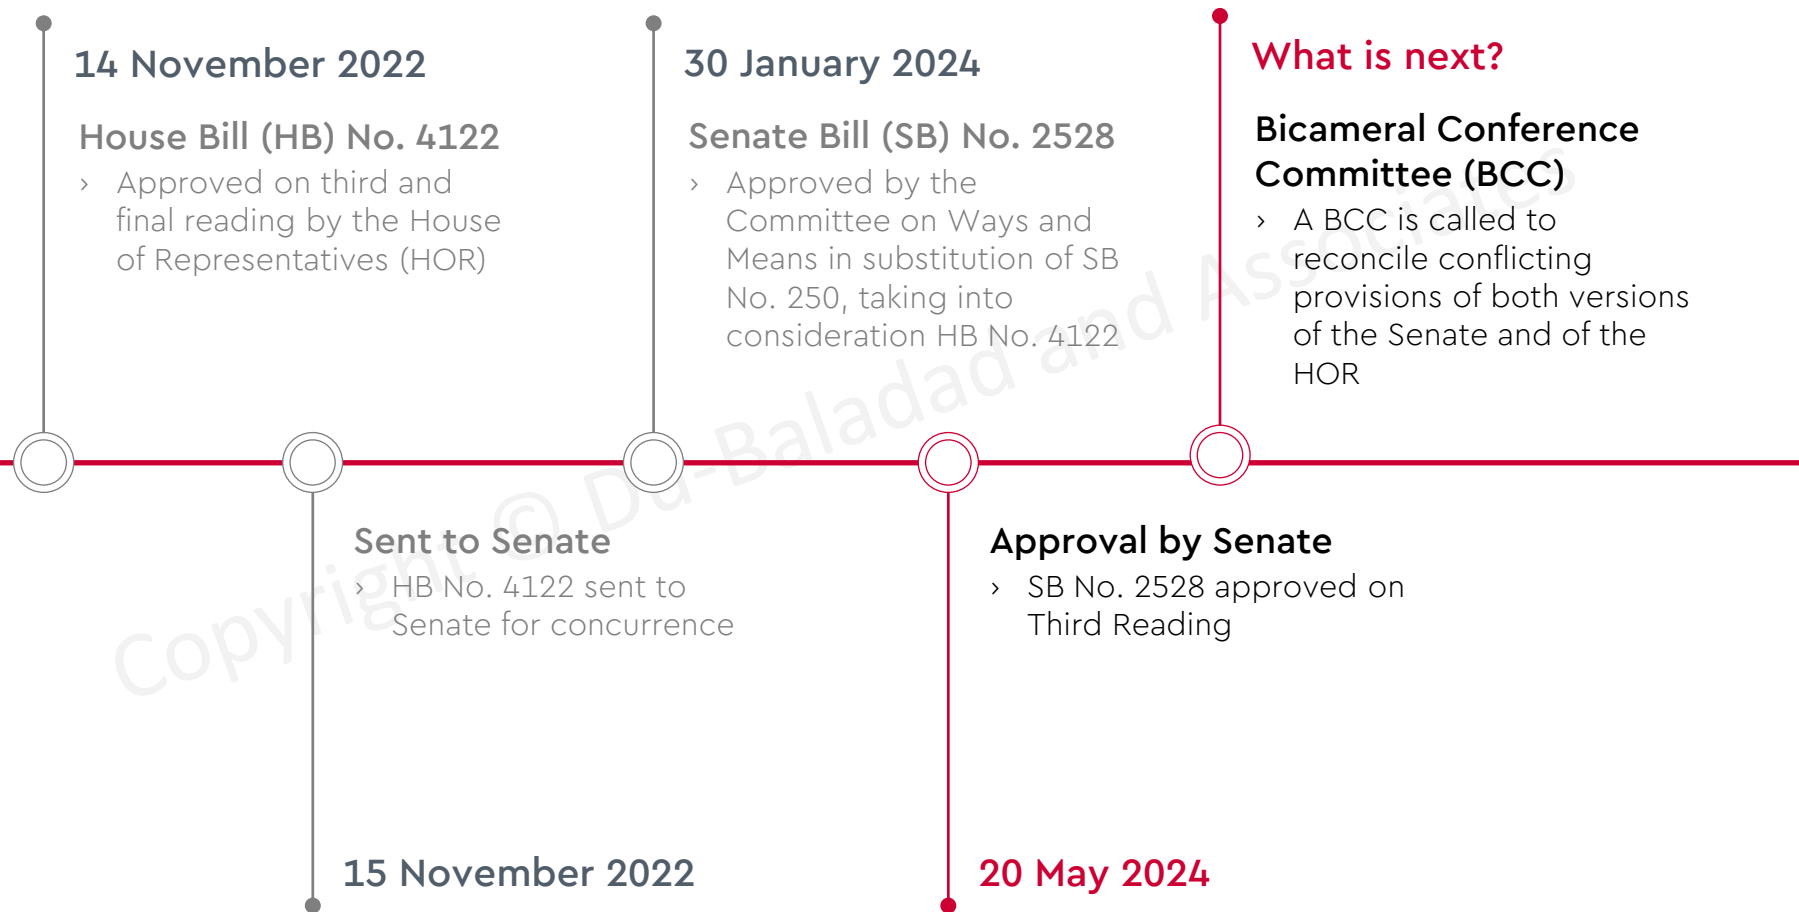 14 November 2022
House Bill (HB) No. 4122
› Approved on third and
final reading by the House
of Representatives (HOR)
Sent to Senate
› HB No. 4122 sent to
Senate for concurrence
15 November 2022
30 January 2024
Senate Bill (SB) No. 2528
› Approved by the
Committee on Ways and
Means in substitution of SB
No. 250, taking into
consideration HB No. 4122
Approval by Senate
› SB No. 2528 approved on
Third Reading
20 May 2024
What is next?
Bicameral Conference
Committee (BCC)
› A BCC is called to
reconcile conflicting
provisions of both versions
of the Senate and of the
HOR
Copyright © Du-Baladad and Associates